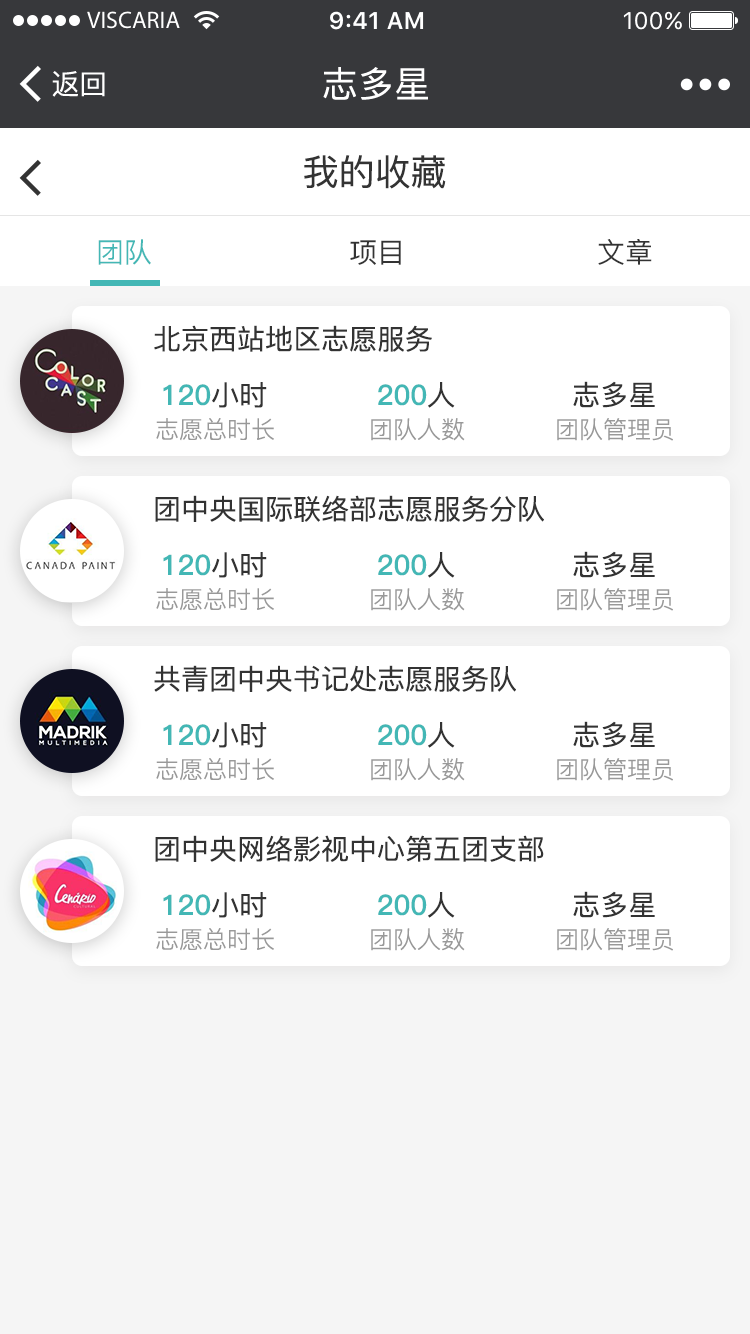 VISCARIA 9:41 AM 100%
返回 志多星
我的收藏
团队 项目 文章
北京西站地区志愿服务
COLOR
CAST
120小时 200人 志多星
志愿总时长 团队人数 团队管理员
团中央国际联络部志愿服务分队
CANADA PAINT
120小时 200人 志多星
志愿总时长 团队人数 团队管理员
共青团中央书记处志愿服务队
MADRIK
MULTIMEDIA
120小时 200人 志多星
志愿总时长 团队人数 团队管理员
团中央网络影视中心第五团支部
Cenário
120小时 200人 志多星
志愿总时长 团队人数 团队管理员